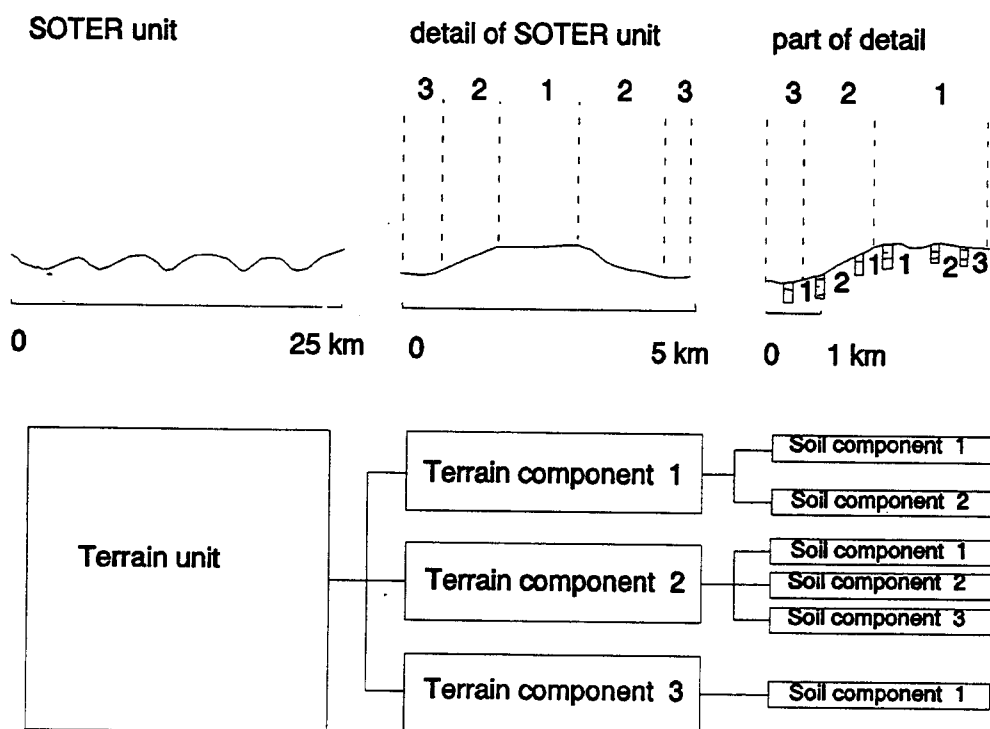 SOTER unit
detail of SOTER unit
part of detail
3 2 1 2 3
3 2 1
1 2 1 1 2 3
0 25 km
0 5 km
0 1 km
Terrain unit
Terrain component 1
Terrain component 2
Terrain component 3
Soil component 1
Soil component 2
Soil component 1
Soil component 2
Soil component 3
Soil component 1